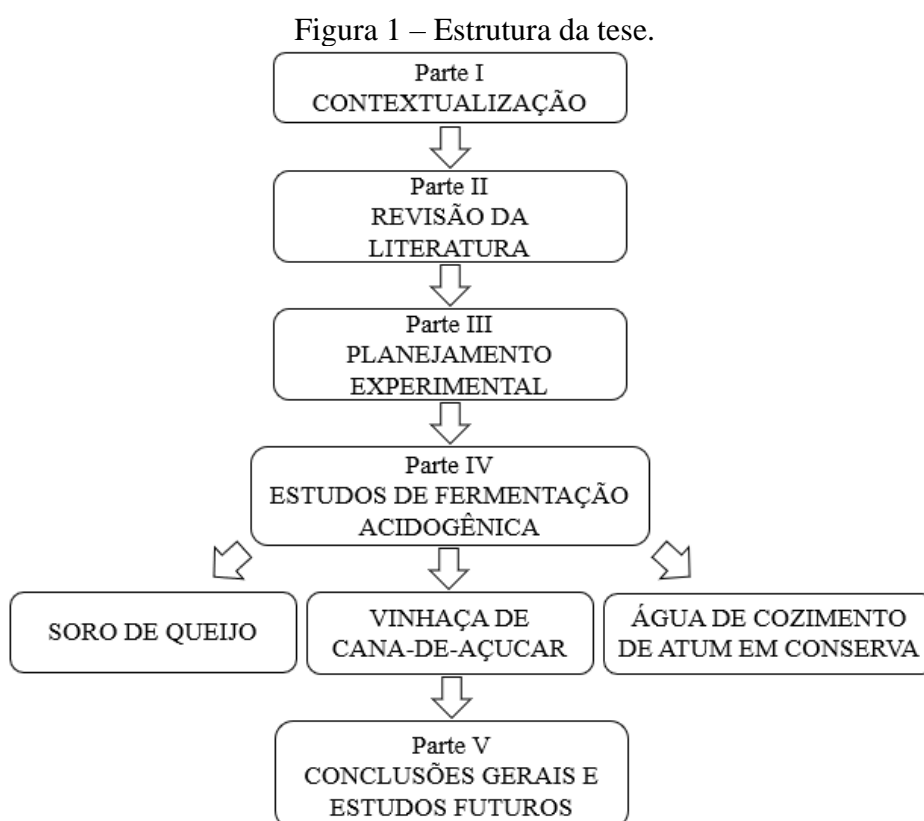 Figura 1 – Estrutura da tese.
Parte I
CONTEXTUALIZAÇÃO
Parte II
REVISÃO DA
LITERATURA
Parte III
PLANEJAMENTO
EXPERIMENTAL
Parte IV
ESTUDOS DE FERMENTAÇÃO
ACIDOGÊNICA
SORO DE QUEIJO
VINHAÇA DE
CANA-DE-AÇUCAR
ÁGUA DE COZIMENTO
DE ATUM EM CONSERVA
Parte V
CONCLUSÕES GERAIS E
ESTUDOS FUTUROS